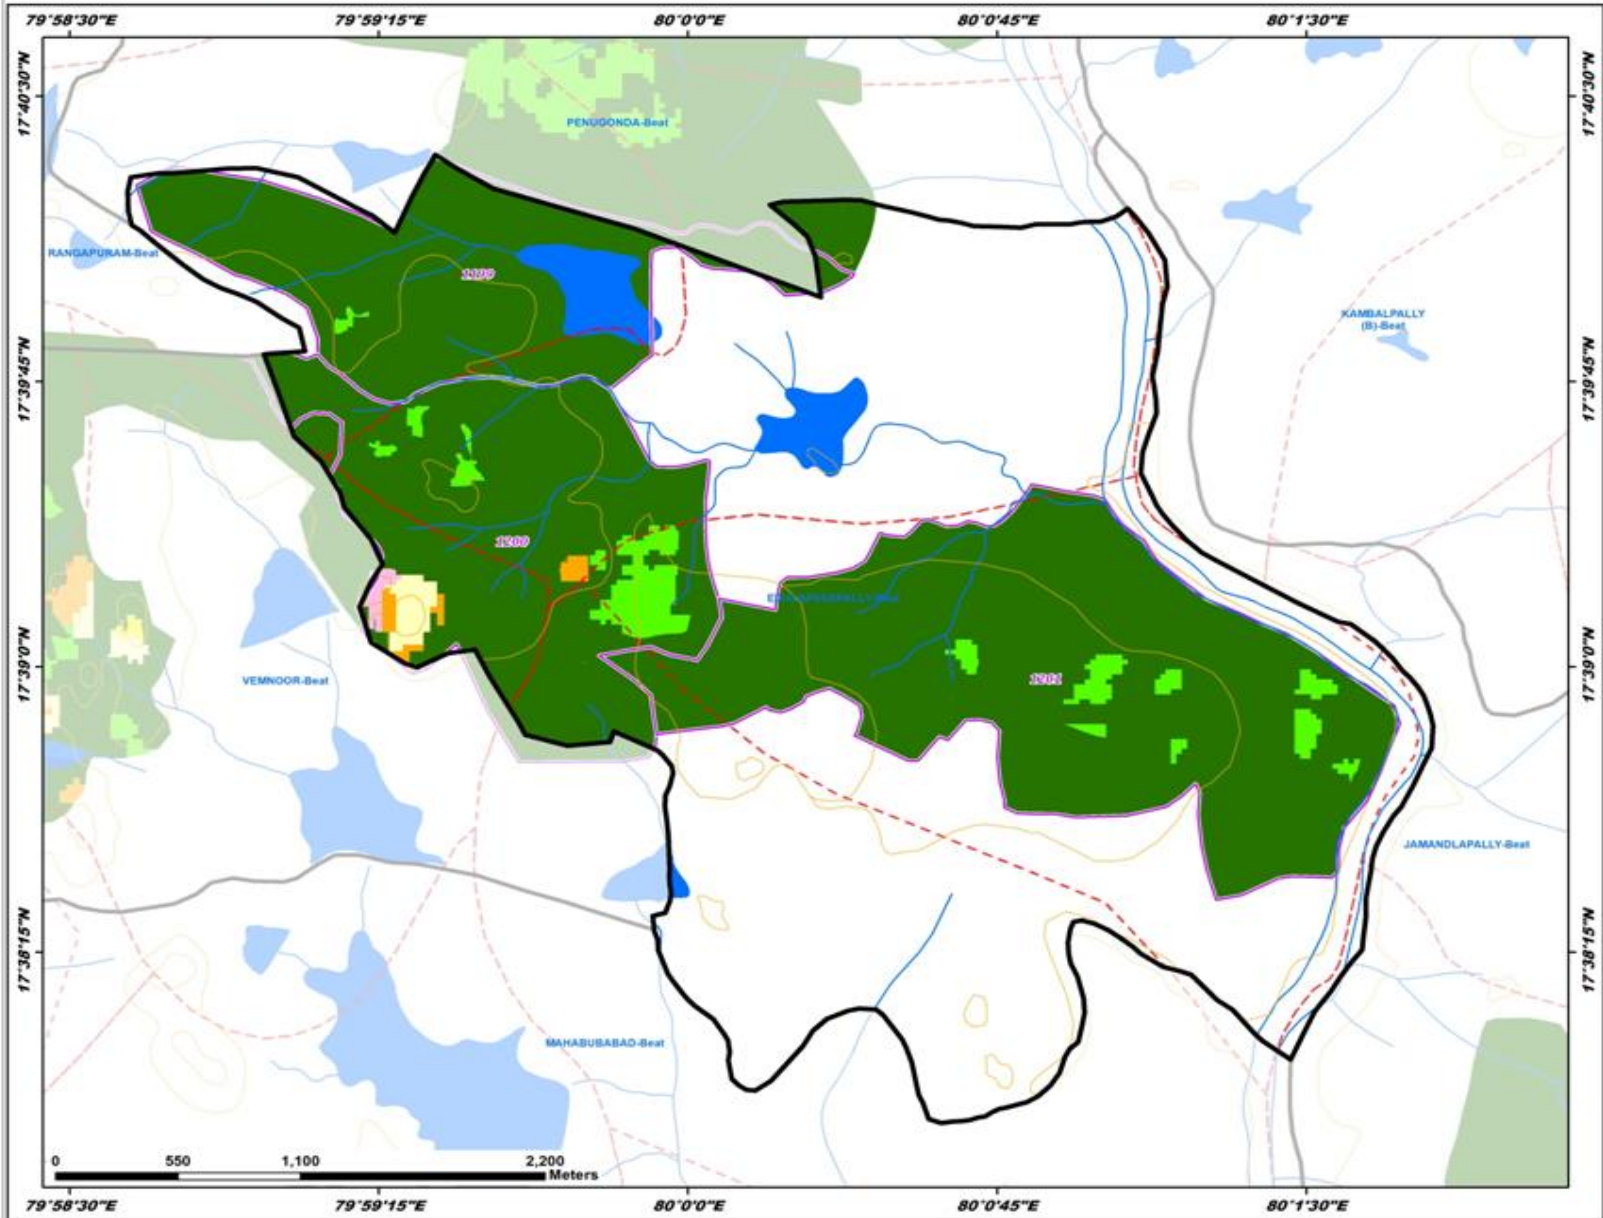 79°58'30"E 79°59'15"E 80°0'0"E 80°0'45"E 80°1'30"E
17°40'30"N 17°40'30"N
PENUGONDA-Beat
RANGAPURAM-Beat
1199
KAMBALPALLY
(B)-Beat
17°39'45"N 17°39'45"N
1200
17°39'0"N 17°39'0"N
VEMNOOR-Beat
1201
JAMANDLAPALLY-Beat
17°38'15"N 17°38'15"N
MAHABUBABAD-Beat
0 550 1,100 2,200
Meters
79°58'30"E 79°59'15"E 80°0'0"E 80°0'45"E 80°1'30"E